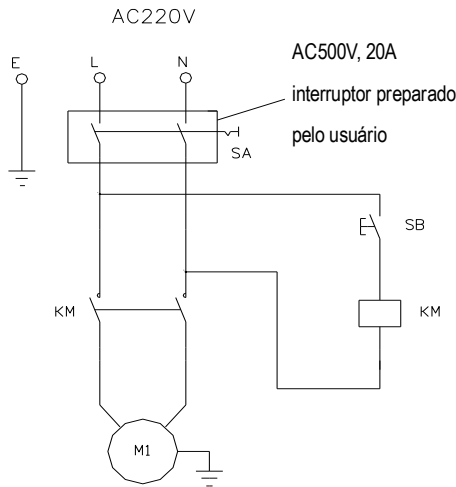 AC220V
E
L
N
AC500V, 20A
interruptor preparado
pelo usuário
SA
SB
KM
KM
M1